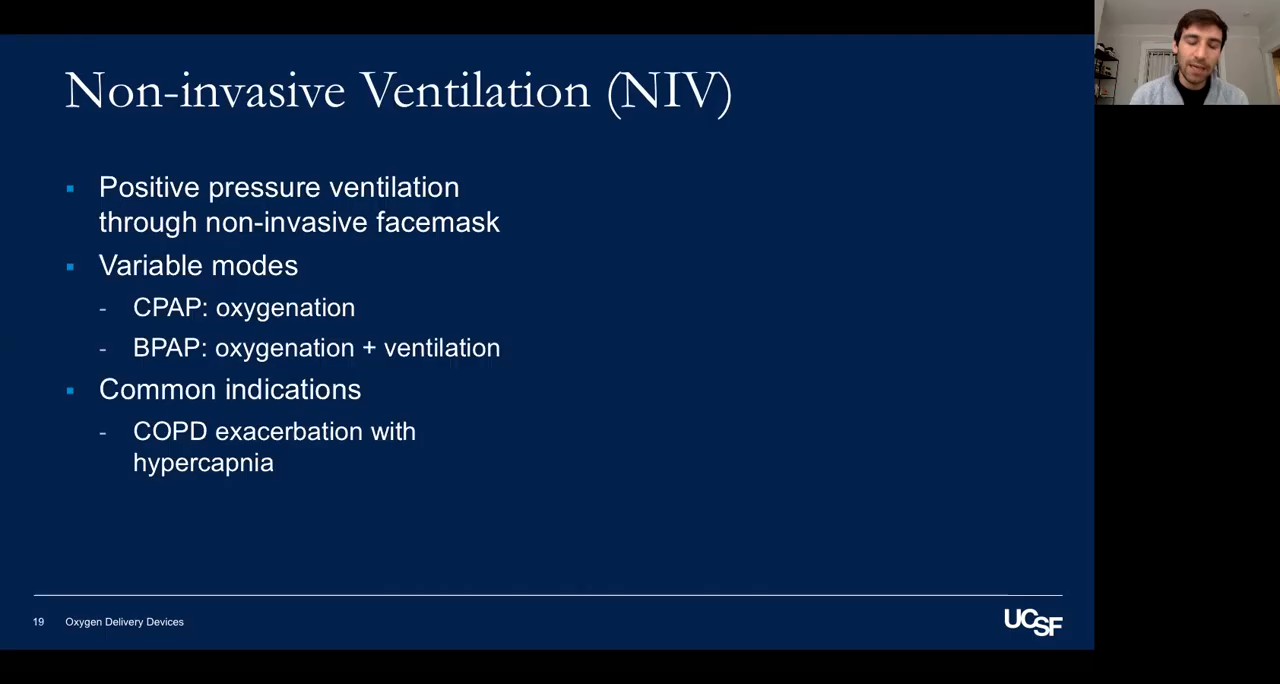 Non-invasive Ventilation (NIV)
▪ Positive pressure ventilation
through non-invasive facemask
▪ Variable modes
- CPAP: oxygenation
- BPAP: oxygenation + ventilation
▪ Common indications
- COPD exacerbation with
hypercapnia
19 Oxygen Delivery Devices
UCSF